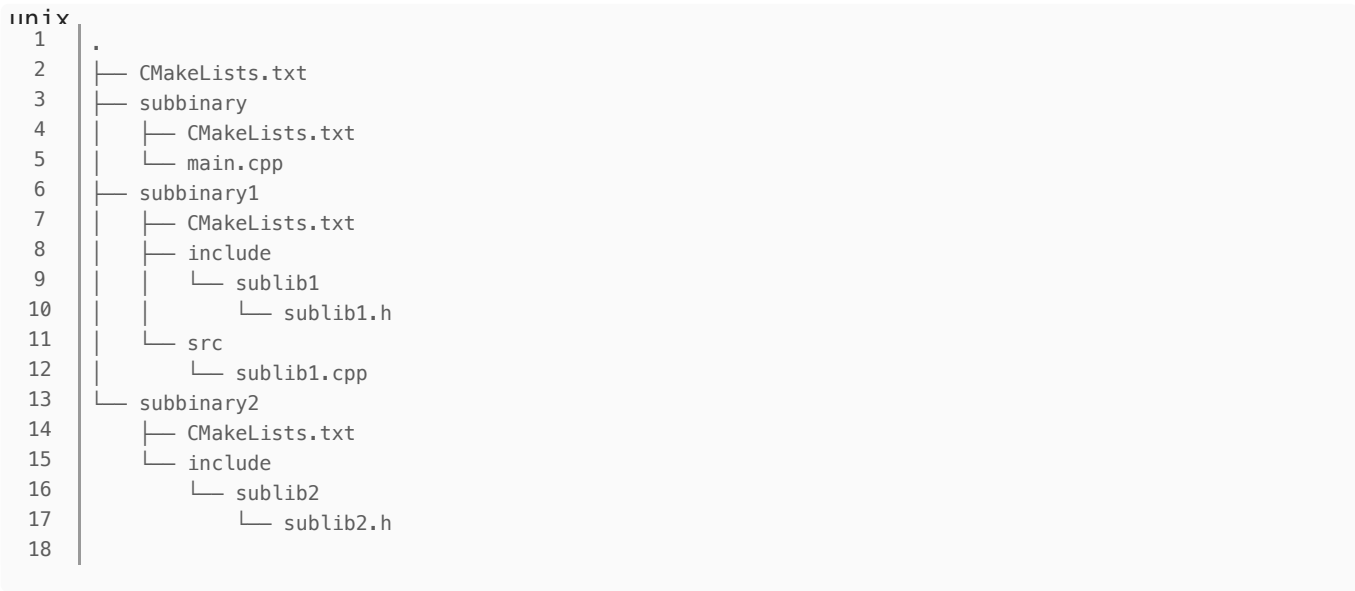 unix
1 .
2 ├── CMakeLists.txt
3 ├── subbinary
4 │   ├── CMakeLists.txt
5 │   └── main.cpp
6 ├── subbinary1
7 │   ├── CMakeLists.txt
8 │   ├── include
9 │   │   └── sublib1
10 │   │       └── sublib1.h
11 │   └── src
12 │       └── sublib1.cpp
13 └── subbinary2
14     ├── CMakeLists.txt
15     └── include
16         └── sublib2
17             └── sublib2.h
18